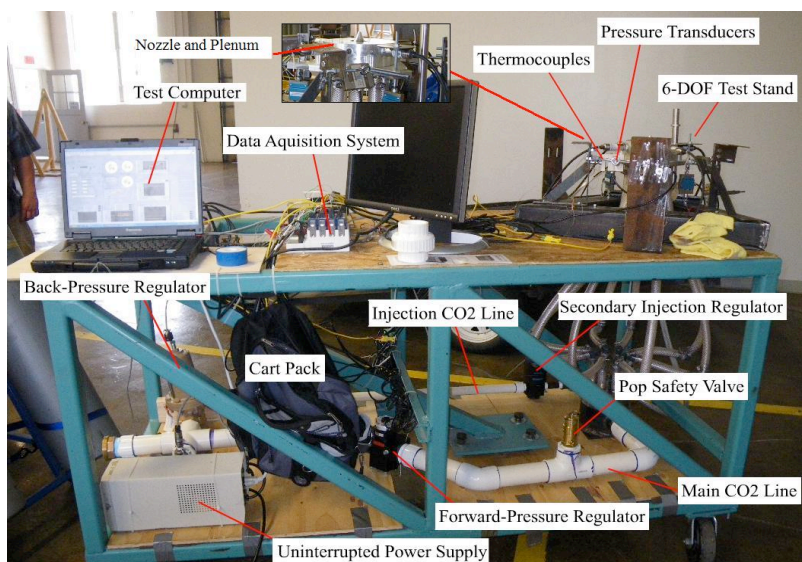 Nozzle and Plenum
Pressure Transducers
Thermocouples
Test Computer
6-DOF Test Stand
Data Aquisition System
Back-Pressure Regulator
Injection CO2 Line
Secondary Injection Regulator
Cart Pack
Pop Safety Valve
Main CO2 Line
Forward-Pressure Regulator
Uninterrupted Power Supply